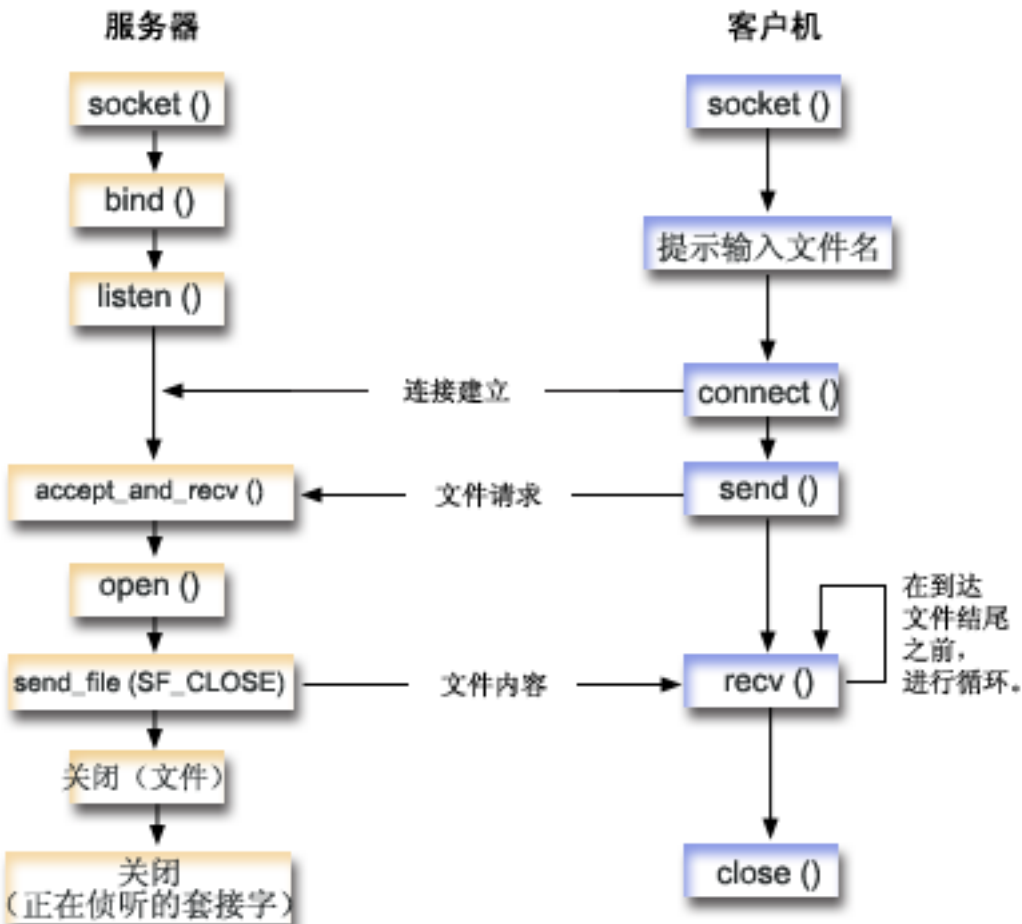 服务器
客户机
socket ()
socket ()
bind ()
提示输入文件名
listen ()
连接建立
connect ()
accept_and_recv ()
文件请求
send ()
open ()
在到达
文件结尾
之前，
进行循环。
send_file (SF_CLOSE)
文件内容
recv ()
关闭（文件）
关闭
（正在侦听的套接字）
close ()